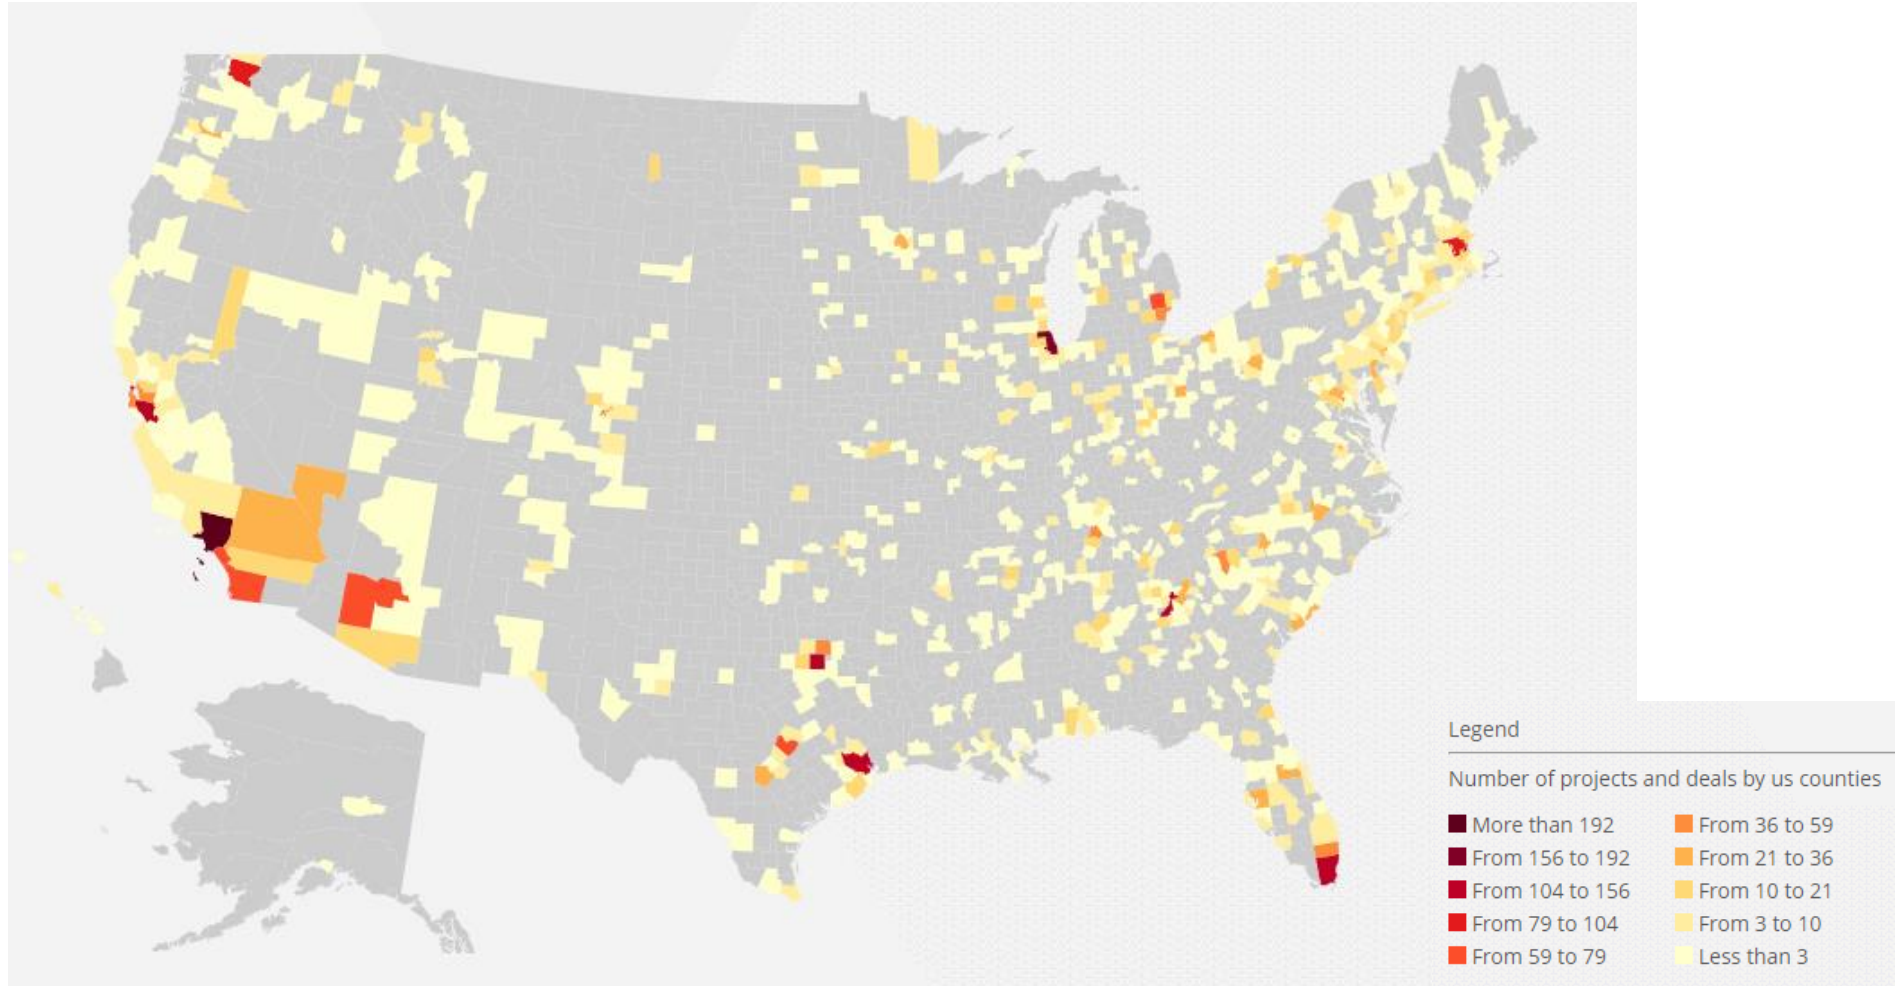 Legend
Number of projects and deals by us counties
More than 192
From 156 to 192
From 104 to 156
From 79 to 104
From 59 to 79
From 36 to 59
From 21 to 36
From 10 to 21
From 3 to 10
Less than 3